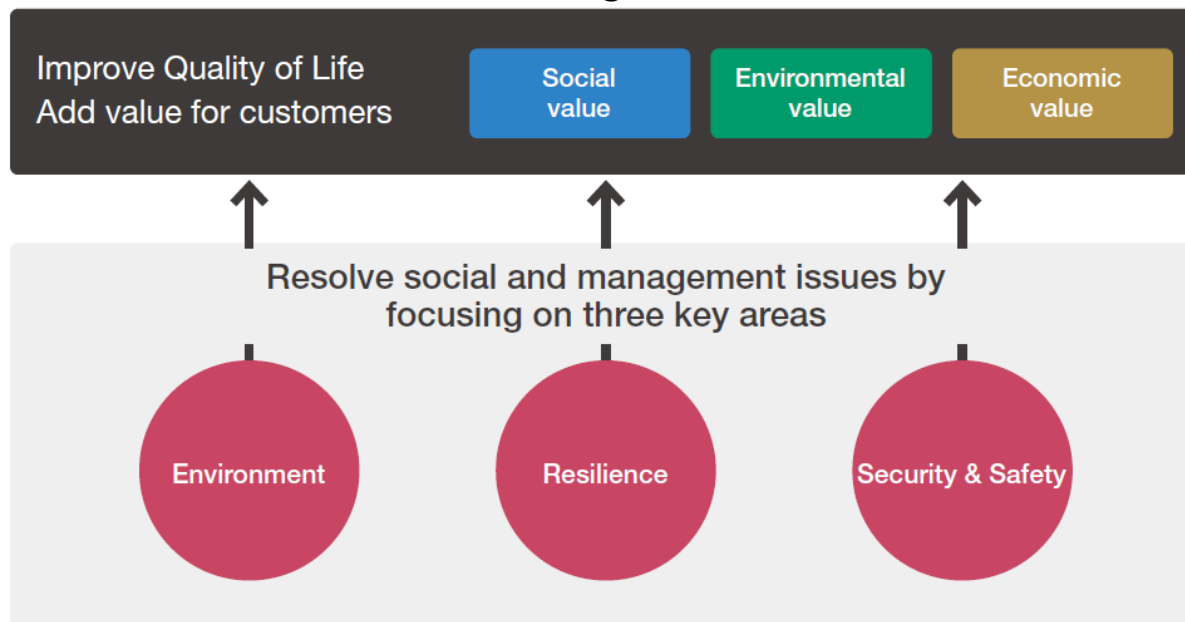 Improve Quality of Life
Add value for customers
Social
value
Environmental
value
Economic
value
Resolve social and management issues by
focusing on three key areas
Environment
Resilience
Security & Safety